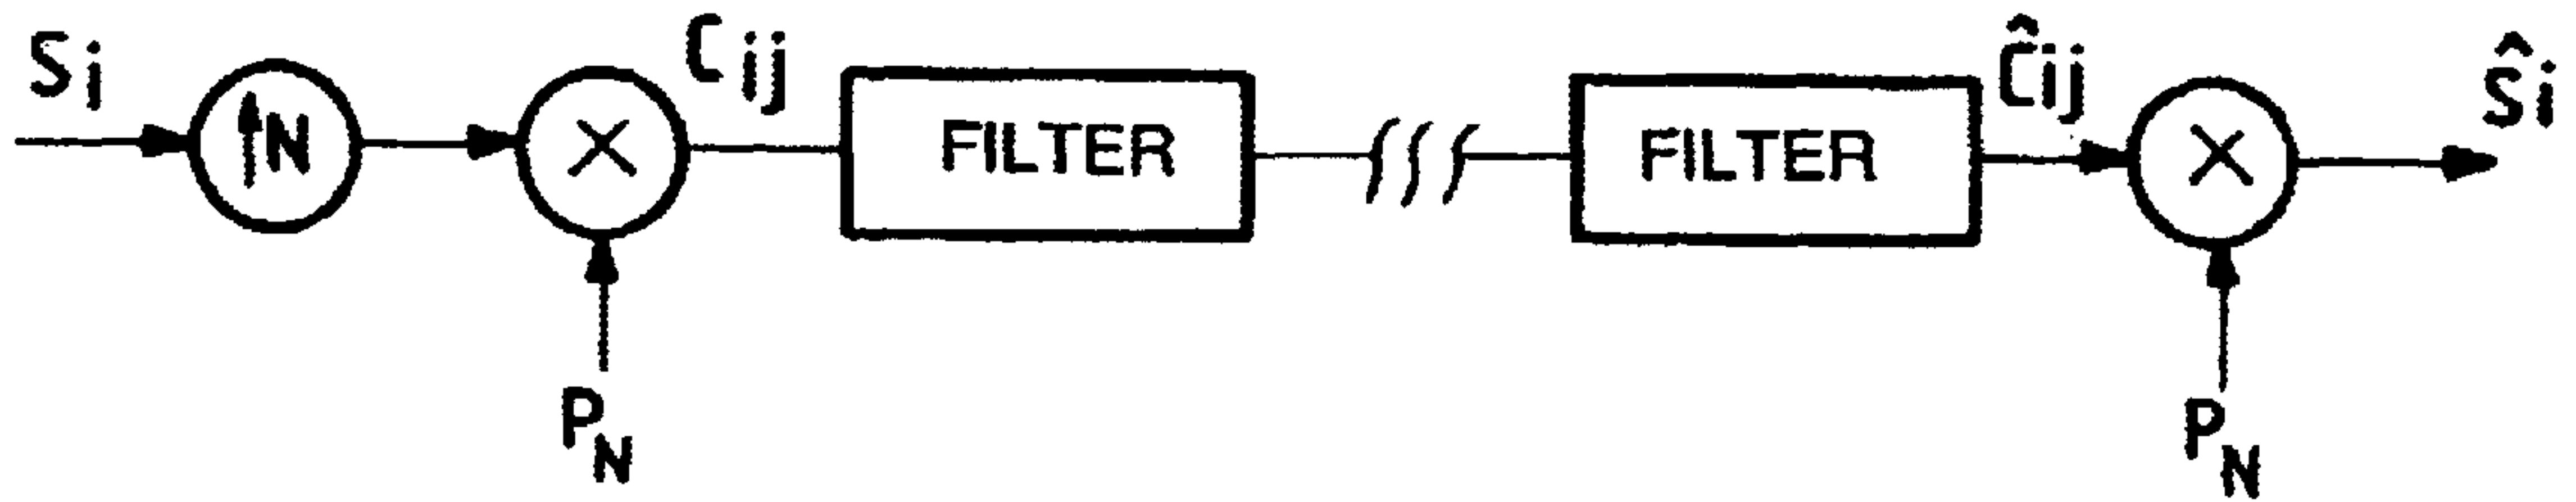 Si
↑N
×
Cij
FILTER
FILTER
Ĉij
×
Ŝi
PN
PN